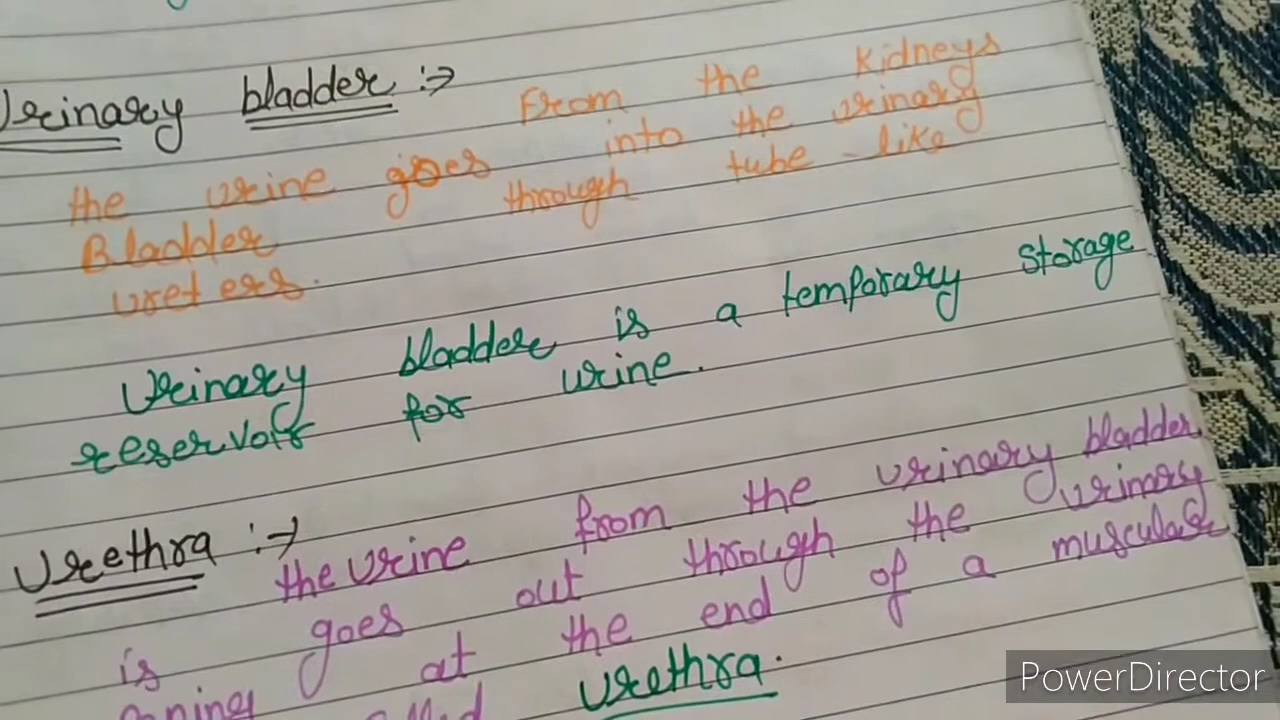 Urinary bladder :→ From the Kidneys
the urine goes into the urinary
Bladder through tube-like
ureters.
Urinary bladder is a temporary storage
reservoir for urine.
Urethra :→
the urine from the urinary bladder
is goes out through the urinary
at the end of a muscular
urethra.
PowerDirector